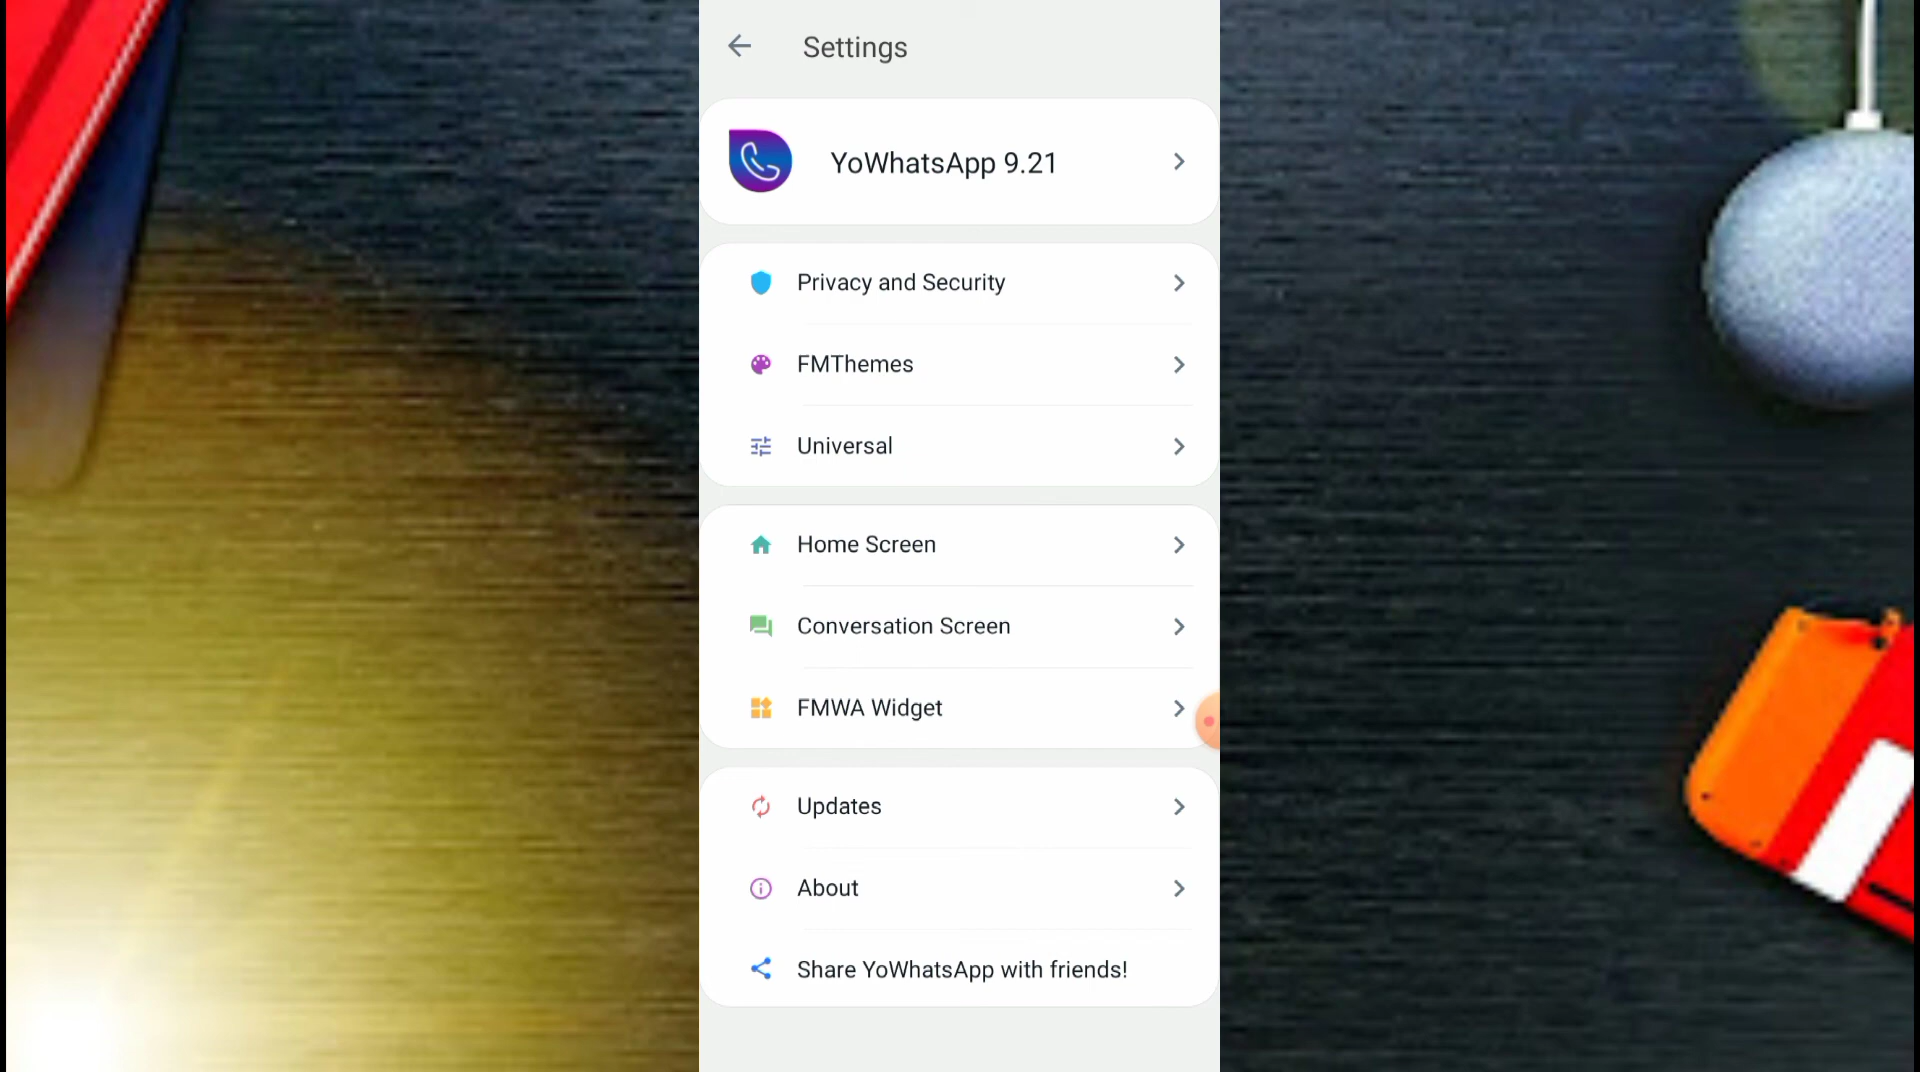 Settings
YoWhatsApp 9.21
Privacy and Security
FMThemes
Universal
Home Screen
Conversation Screen
FMWA Widget
Updates
About
Share YoWhatsApp with friends!